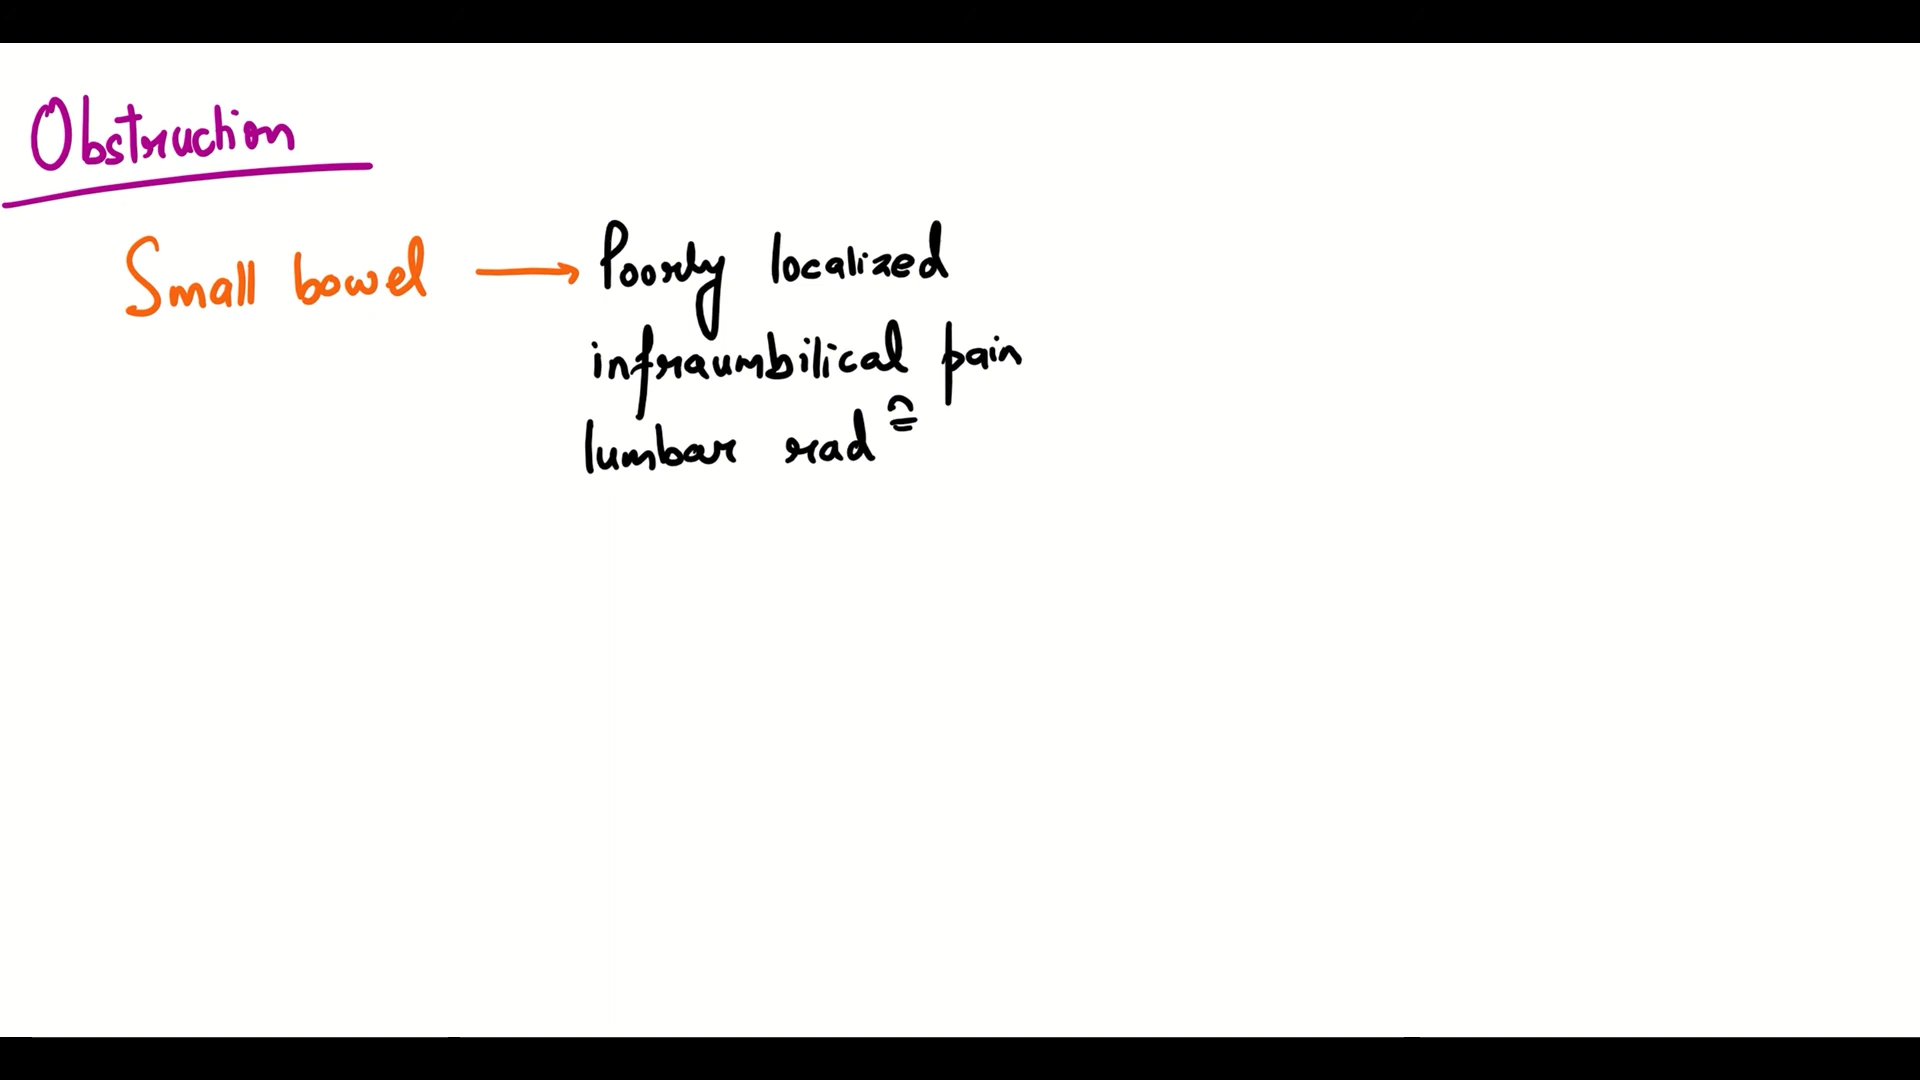 Obstruction
Small bowel → Poorly localized
infraumbilical pain
lumbar rad n̲̲